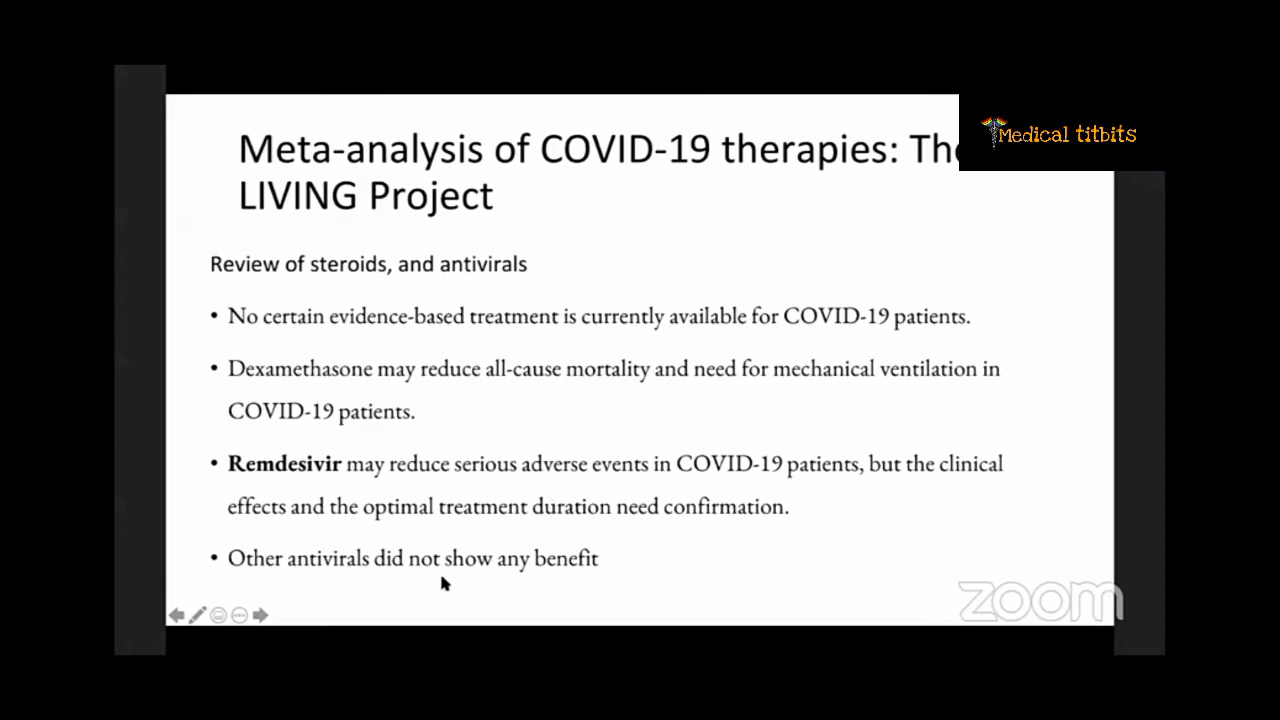 Meta-analysis of COVID-19 therapies: The
LIVING Project
Medical titbits
Review of steroids, and antivirals
• No certain evidence-based treatment is currently available for COVID-19 patients.
• Dexamethasone may reduce all-cause mortality and need for mechanical ventilation in
COVID-19 patients.
• Remdesivir may reduce serious adverse events in COVID-19 patients, but the clinical
effects and the optimal treatment duration need confirmation.
• Other antivirals did not show any benefit
zoom